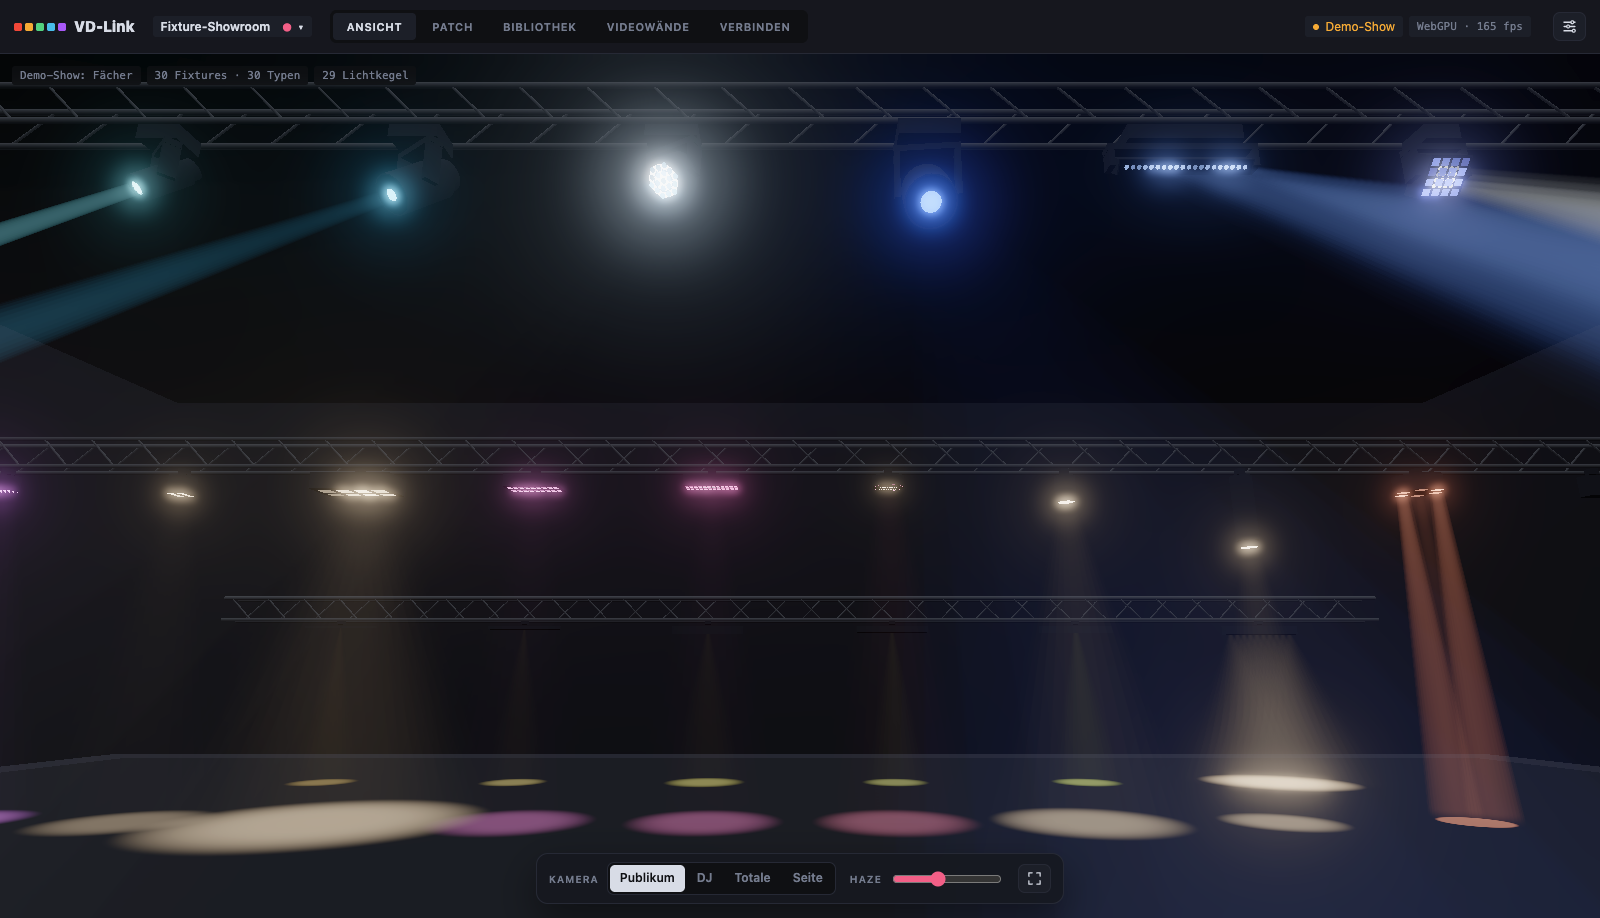 VD-Link
Fixture-Showroom
ANSICHT
PATCH
BIBLIOTHEK
VIDEOWÄNDE
VERBINDEN
Demo-Show
WebGPU · 165 fps
Demo-Show: Fächer
30 Fixtures · 30 Typen
29 Lichtkegel
KAMERA
Publikum
DJ
Totale
Seite
HAZE